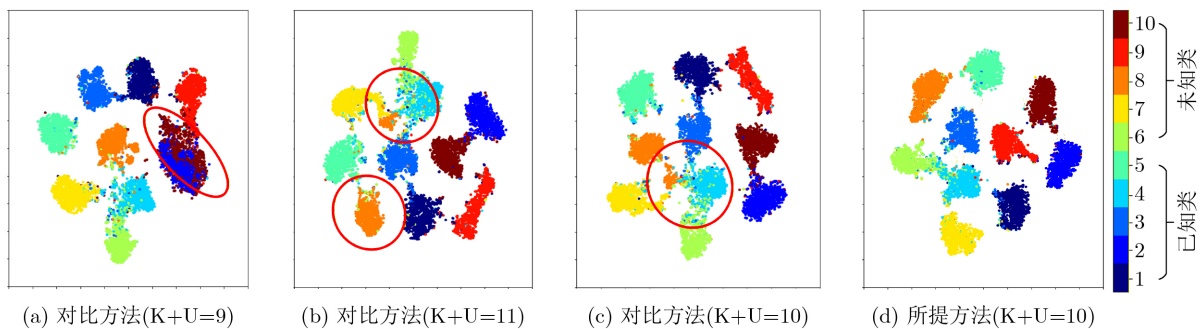 10
9
8
7
6
5
4
3
2
1
未知类
已知类
(a) 对比方法(K+U=9)
(b) 对比方法(K+U=11)
(c) 对比方法(K+U=10)
(d) 所提方法(K+U=10)